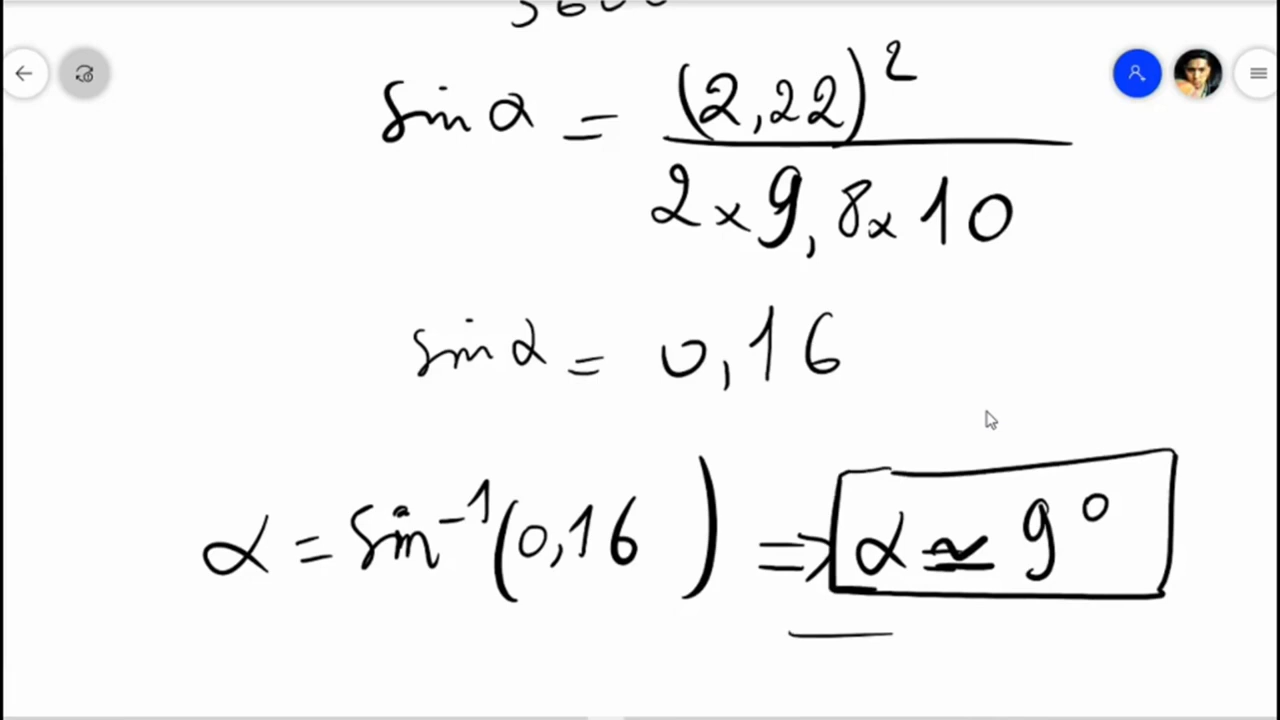 sin α = (2,22)² / 2 × 9,8 × 10
sin α = 0,16
α = sin⁻¹(0,16) ⇒ α ≃ 9°